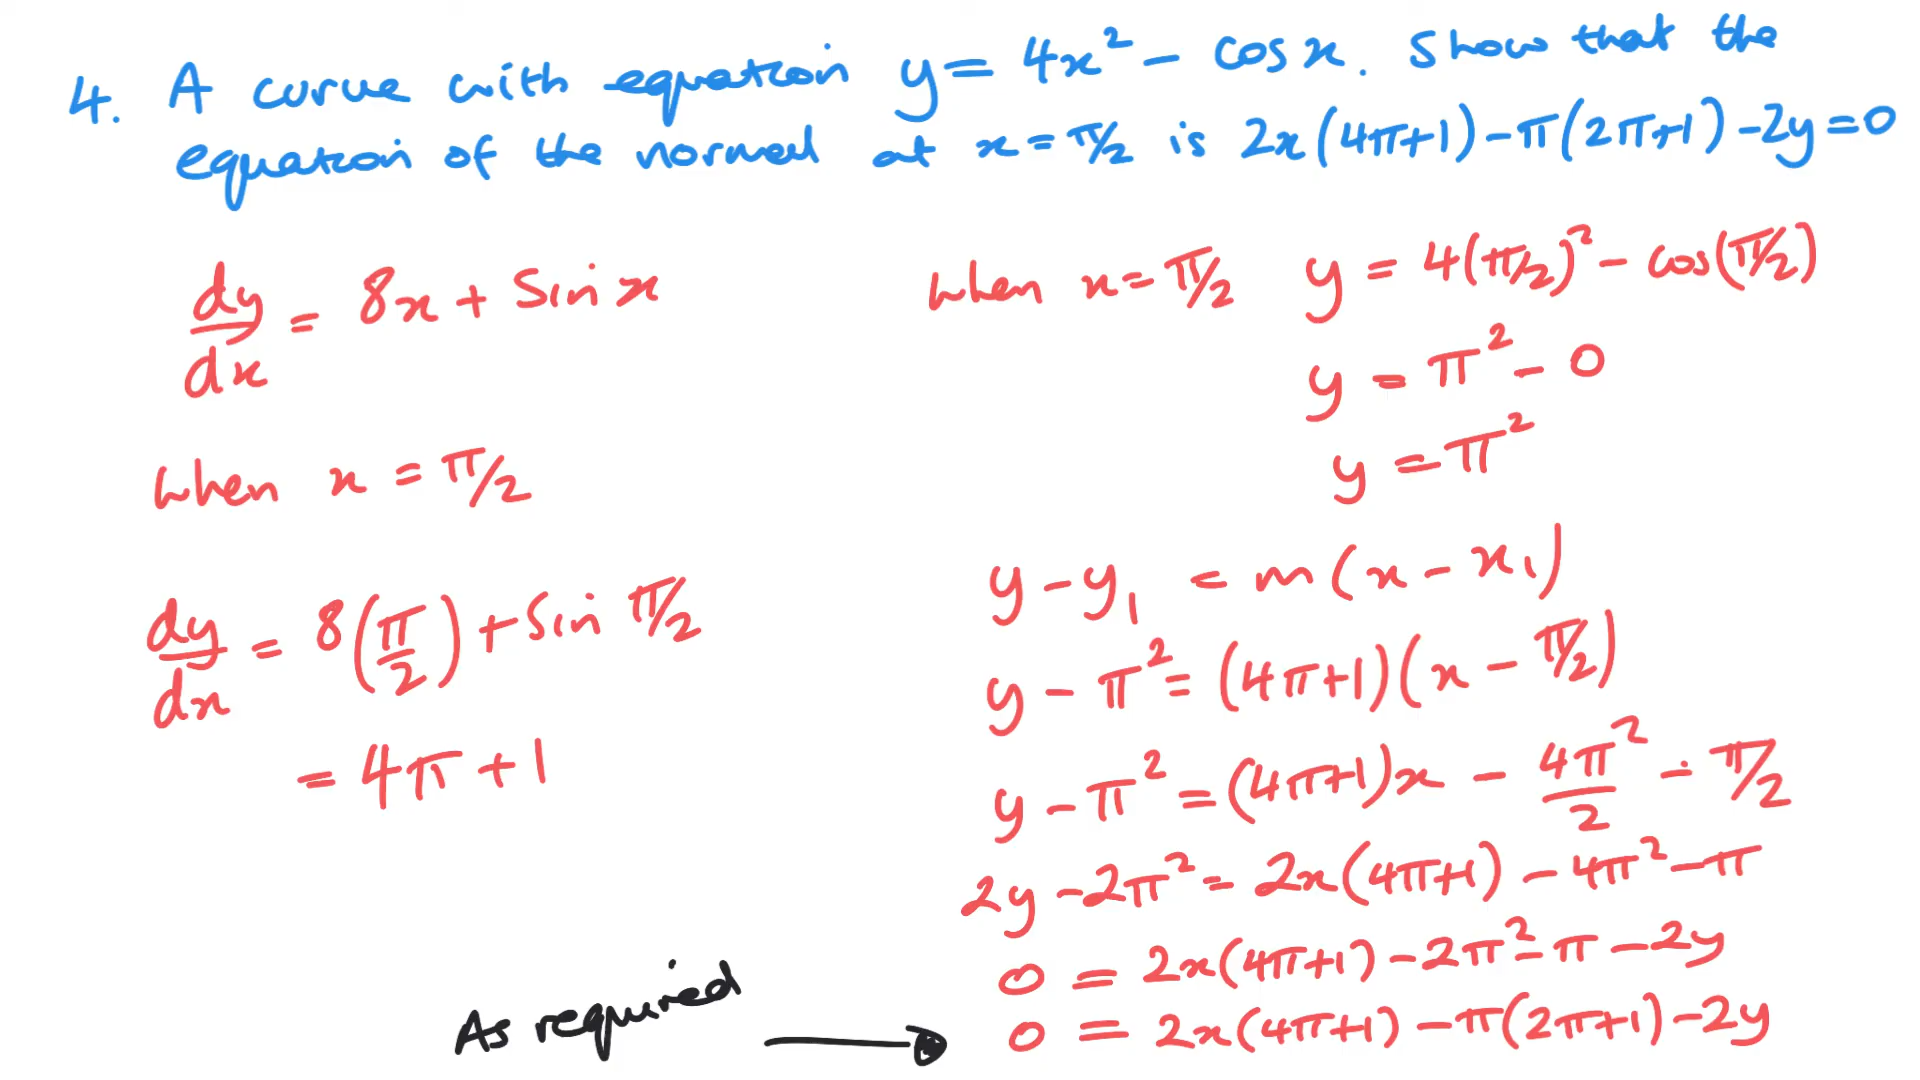 4. A curve with equation y = 4x² - cos x. Show that the
equation of the normal at x = π/2 is 2x(4π+1) - π(2π+1) - 2y = 0
dy/dx = 8x + Sin x
When x = π/2
dy/dx = 8(π/2) + Sin π/2
= 4π + 1
When x = π/2 y = 4(π/2)² - cos(π/2)
y = π² - 0
y = π²
y - y₁ = m(x - x₁)
y - π² = (4π+1)(x - π/2)
y - π² = (4π+1)x - 4π²/2 - π/2
2y - 2π² = 2x(4π+1) - 4π² - π
0 = 2x(4π+1) - 2π² - π - 2y
As required → 0 = 2x(4π+1) - π(2π+1) - 2y